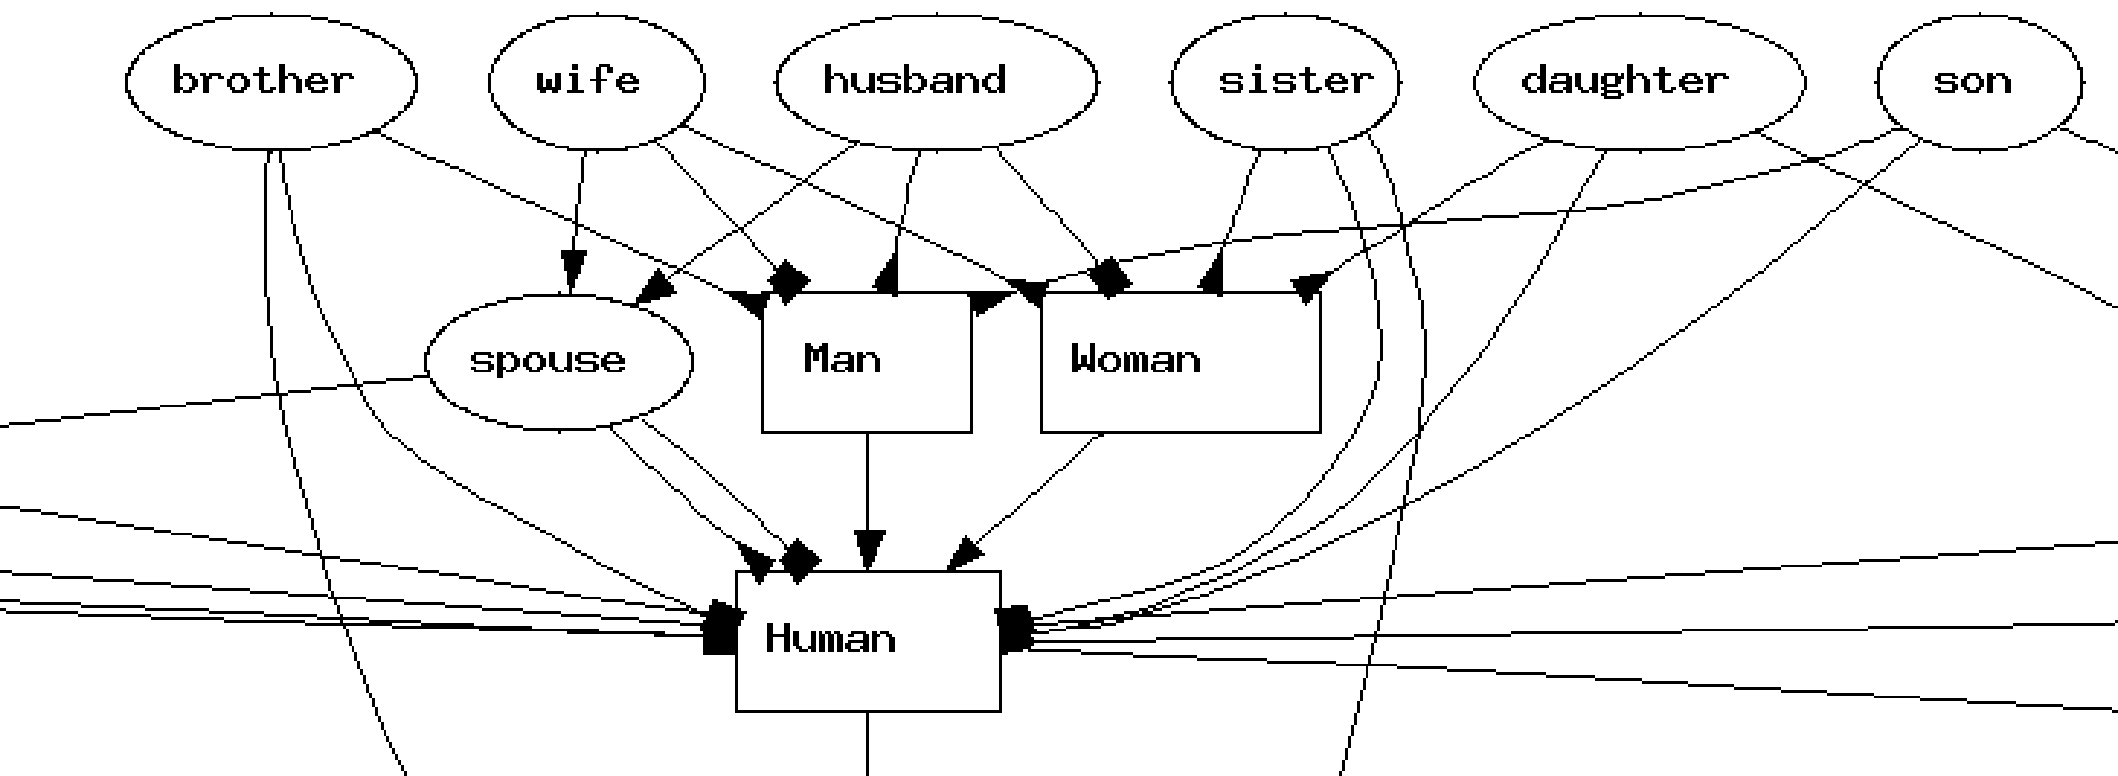 brother wife husband sister daughter son
spouse Man Woman
Human